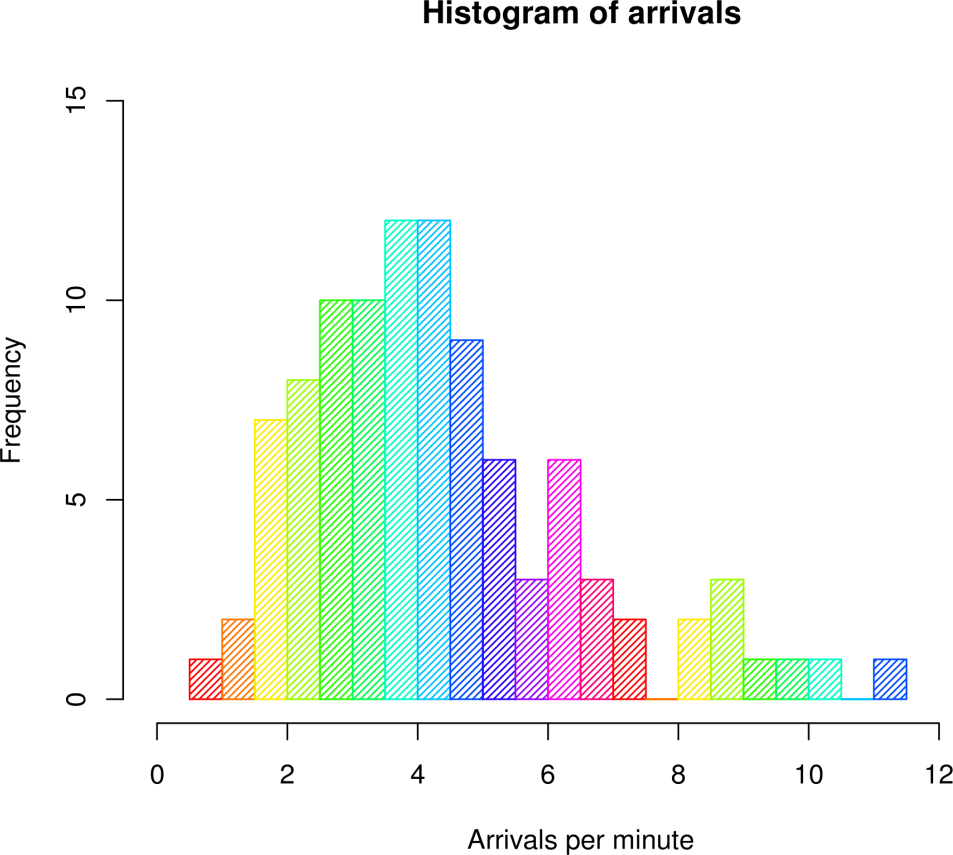 Histogram of arrivals
Frequency
15
10
5
0
0 2 4 6 8 10 12
Arrivals per minute